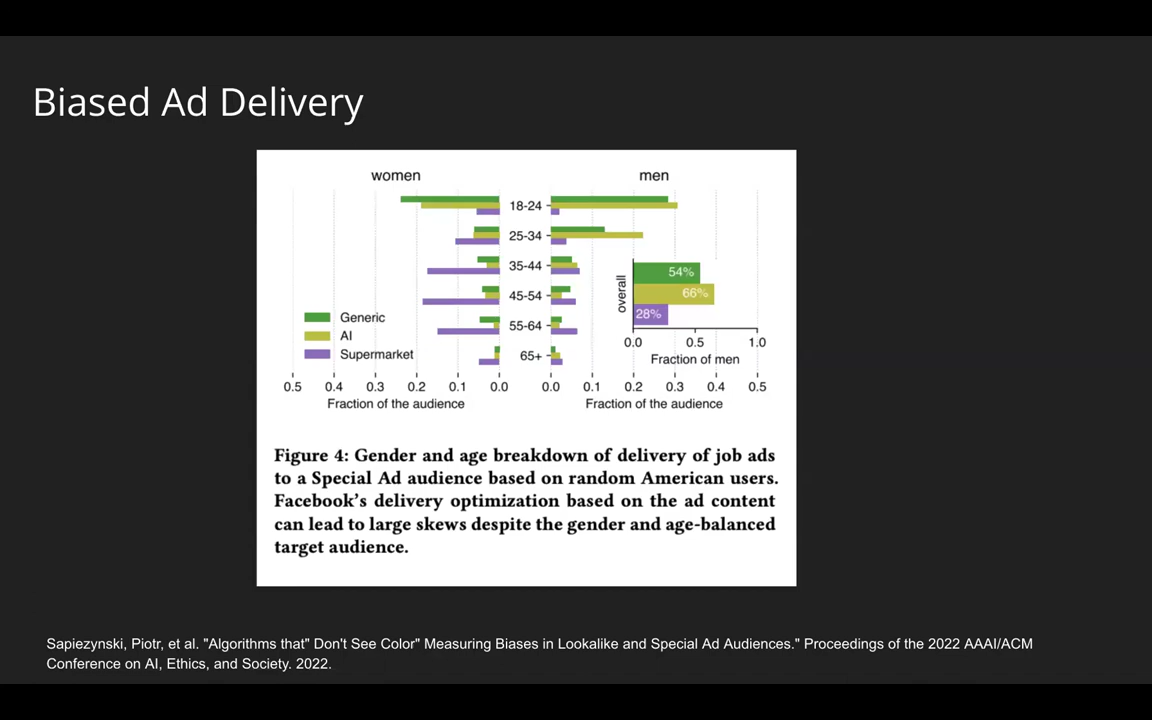 Biased Ad Delivery
women
men
18-24
25-34
35-44
45-54
55-64
65+
Generic
AI
Supermarket
overall
54%
66%
28%
0.0 0.5 1.0
Fraction of men
0.5 0.4 0.3 0.2 0.1 0.0
0.0 0.1 0.2 0.3 0.4 0.5
Fraction of the audience
Fraction of the audience
Figure 4: Gender and age breakdown of delivery of job ads
to a Special Ad audience based on random American users.
Facebook's delivery optimization based on the ad content
can lead to large skews despite the gender and age-balanced
target audience.
Sapiezynski, Piotr, et al. "Algorithms that" Don't See Color" Measuring Biases in Lookalike and Special Ad Audiences." Proceedings of the 2022 AAAI/ACM
Conference on AI, Ethics, and Society. 2022.